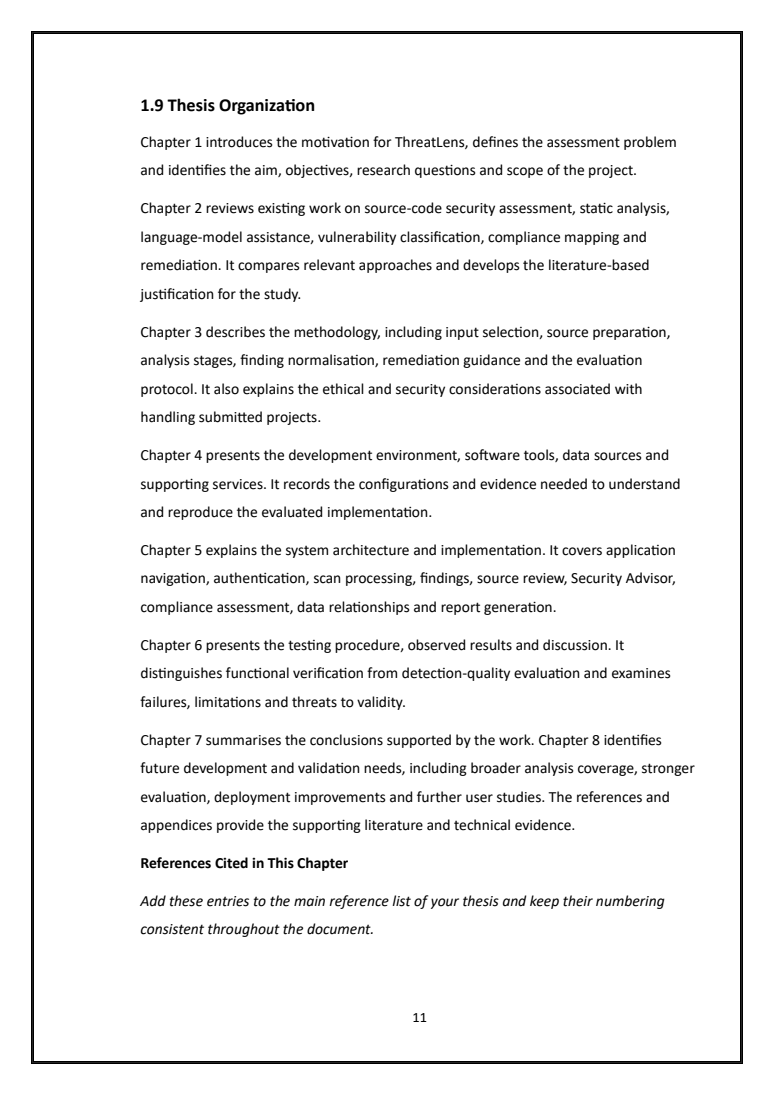 1.9 Thesis Organization
Chapter 1 introduces the motivation for ThreatLens, defines the assessment problem
and identifies the aim, objectives, research questions and scope of the project.
Chapter 2 reviews existing work on source-code security assessment, static analysis,
language-model assistance, vulnerability classification, compliance mapping and
remediation. It compares relevant approaches and develops the literature-based
justification for the study.
Chapter 3 describes the methodology, including input selection, source preparation,
analysis stages, finding normalisation, remediation guidance and the evaluation
protocol. It also explains the ethical and security considerations associated with
handling submitted projects.
Chapter 4 presents the development environment, software tools, data sources and
supporting services. It records the configurations and evidence needed to understand
and reproduce the evaluated implementation.
Chapter 5 explains the system architecture and implementation. It covers application
navigation, authentication, scan processing, findings, source review, Security Advisor,
compliance assessment, data relationships and report generation.
Chapter 6 presents the testing procedure, observed results and discussion. It
distinguishes functional verification from detection-quality evaluation and examines
failures, limitations and threats to validity.
Chapter 7 summarises the conclusions supported by the work. Chapter 8 identifies
future development and validation needs, including broader analysis coverage, stronger
evaluation, deployment improvements and further user studies. The references and
appendices provide the supporting literature and technical evidence.
References Cited in This Chapter
Add these entries to the main reference list of your thesis and keep their numbering
consistent throughout the document.
11